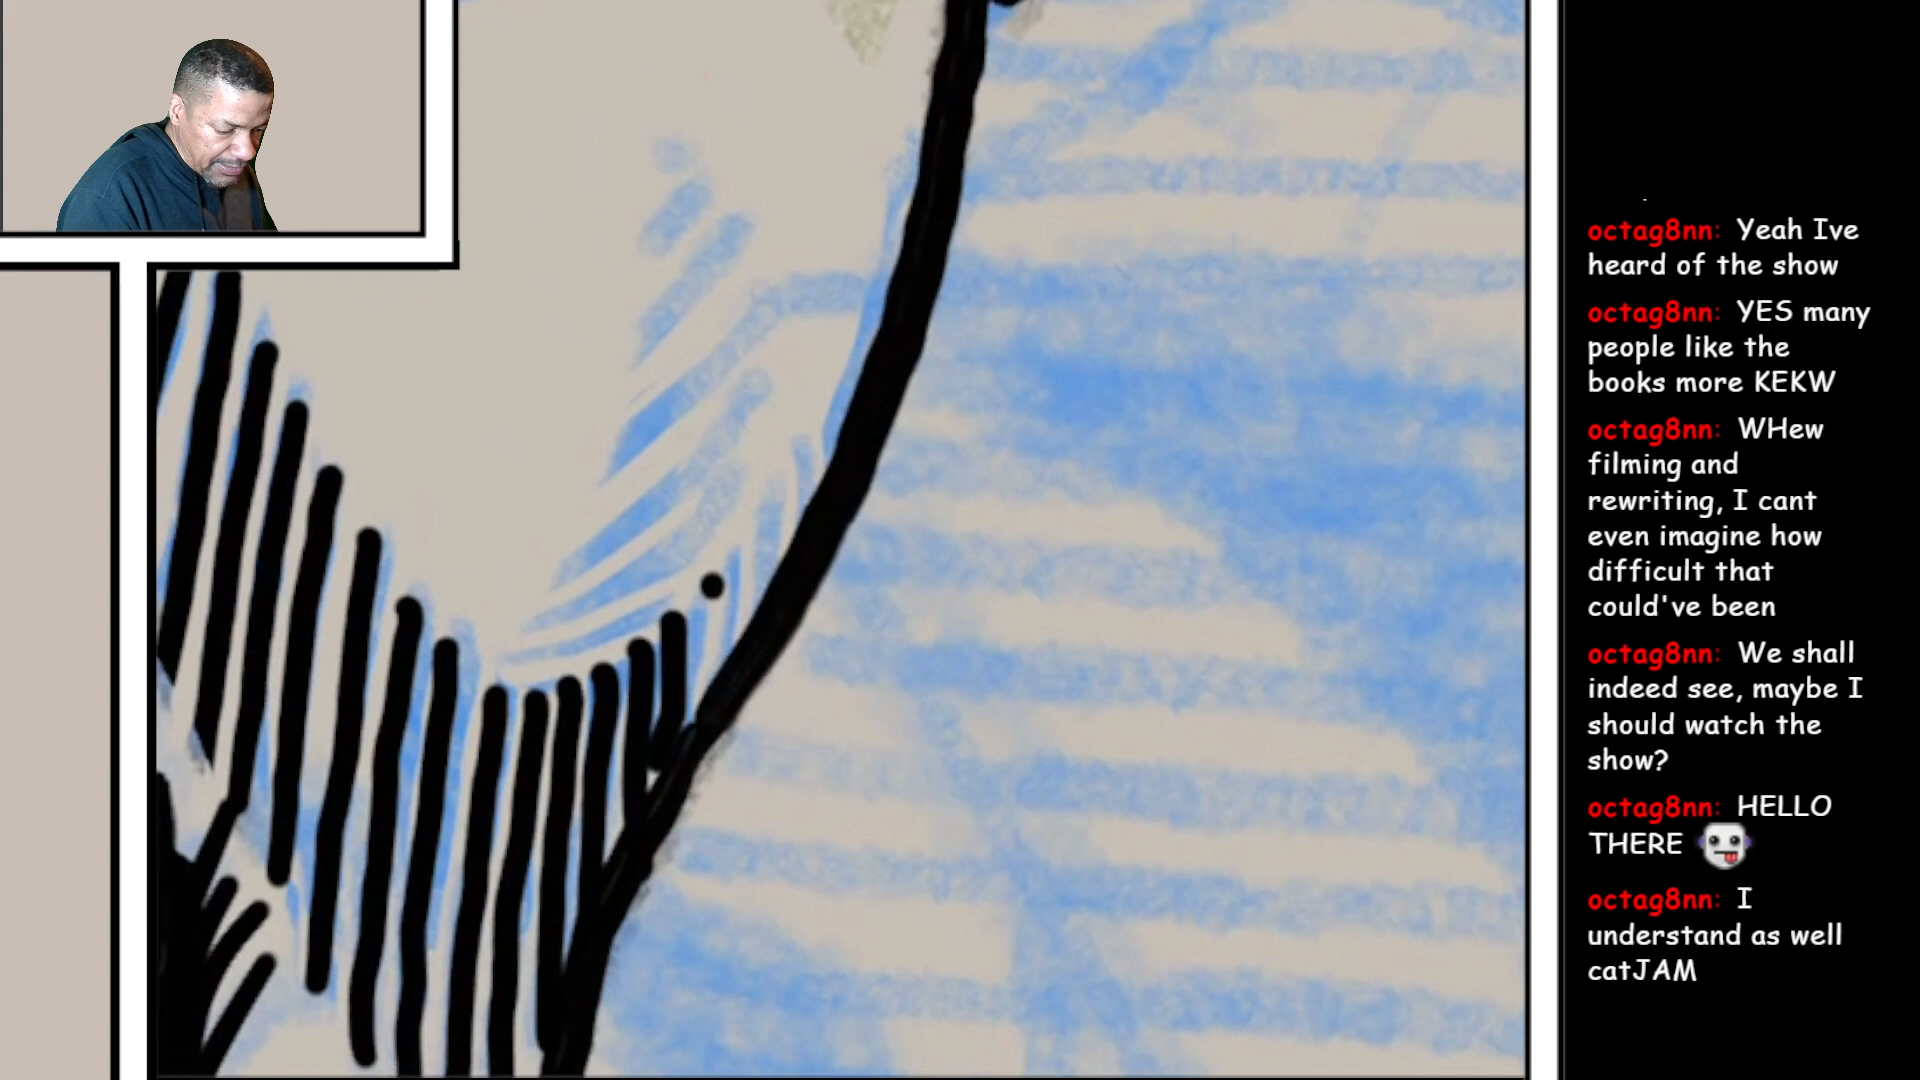 octag8nn: Yeah Ive
heard of the show
octag8nn: YES many
people like the
books more KEKW
octag8nn: WHew
filming and
rewriting, I cant
even imagine how
difficult that
could've been
octag8nn: We shall
indeed see, maybe I
should watch the
show?
octag8nn: HELLO
THERE
octag8nn: I
understand as well
catJAM